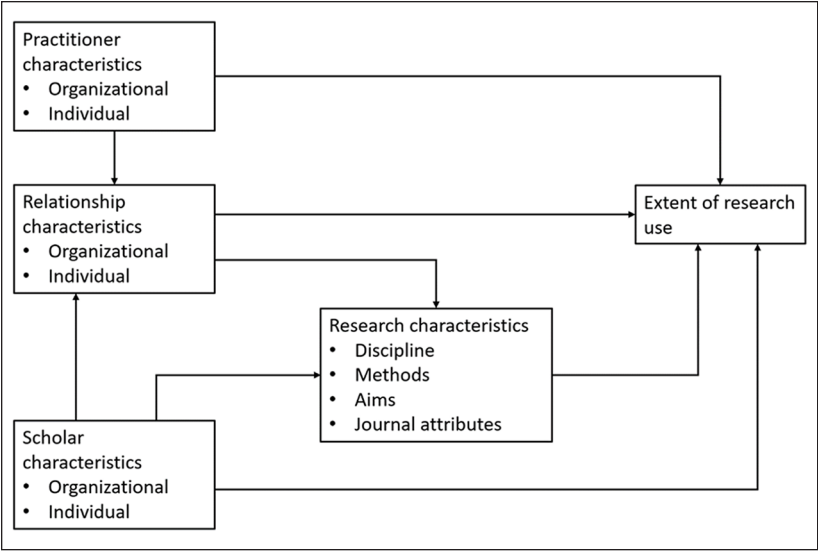 Practitioner
characteristics
• Organizational
• Individual
Relationship
characteristics
• Organizational
• Individual
Extent of research
use
Research characteristics
• Discipline
• Methods
• Aims
• Journal attributes
Scholar
characteristics
• Organizational
• Individual